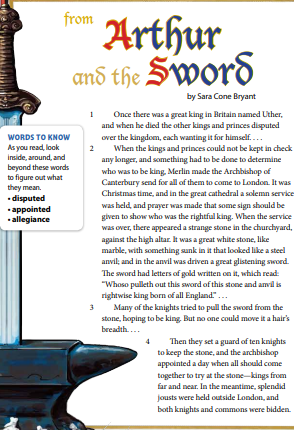 from
Arthur
and the Sword
by Sara Cone Bryant
WORDS TO KNOW
As you read, look
inside, around, and
beyond these words
to figure out what
they mean.
• disputed
• appointed
• allegiance
1 Once there was a great king in Britain named Uther,
and when he died the other kings and princes disputed
over the kingdom, each wanting it for himself. . . .
2 When the kings and princes could not be kept in check
any longer, and something had to be done to determine
who was to be king, Merlin made the Archbishop of
Canterbury send for all of them to come to London. It was
Christmas time, and in the great cathedral a solemn service
was held, and prayer was made that some sign should be
given to show who was the rightful king. When the service
was over, there appeared a strange stone in the churchyard,
against the high altar. It was a great white stone, like
marble, with something sunk in it that looked like a steel
anvil; and in the anvil was driven a great glistening sword.
The sword had letters of gold written on it, which read:
"Whoso pulleth out this sword of this stone and anvil is
rightwise king born of all England." . . .
3 Many of the knights tried to pull the sword from the
stone, hoping to be king. But no one could move it a hair's
breadth. . . .
4 Then they set a guard of ten knights
to keep the stone, and the archbishop
appointed a day when all should come
together to try at the stone—kings from
far and near. In the meantime, splendid
jousts were held outside London, and
both knights and commons were bidden.